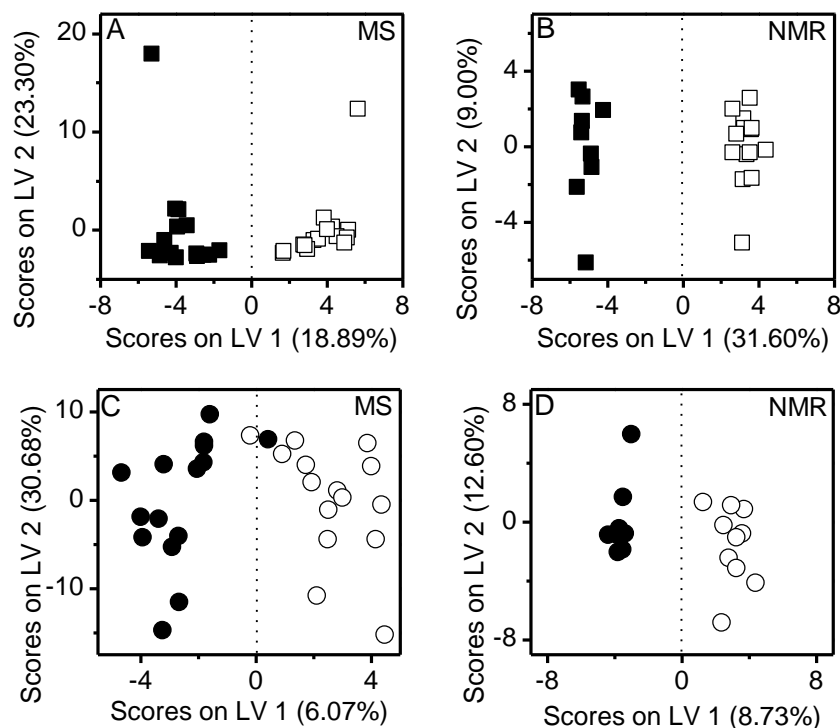 A
MS
Scores on LV 2 (23.30%)
20
10
0
-8
-4
0
4
8
Scores on LV 1 (18.89%)
B
NMR
Scores on LV 2 (9.00%)
4
0
-4
-8
-4
0
4
8
Scores on LV 1 (31.60%)
C
MS
Scores on LV 2 (30.68%)
10
0
-10
-4
0
4
Scores on LV 1 (6.07%)
D
NMR
Scores on LV 2 (12.60%)
8
0
-8
-8
0
8
Scores on LV 1 (8.73%)